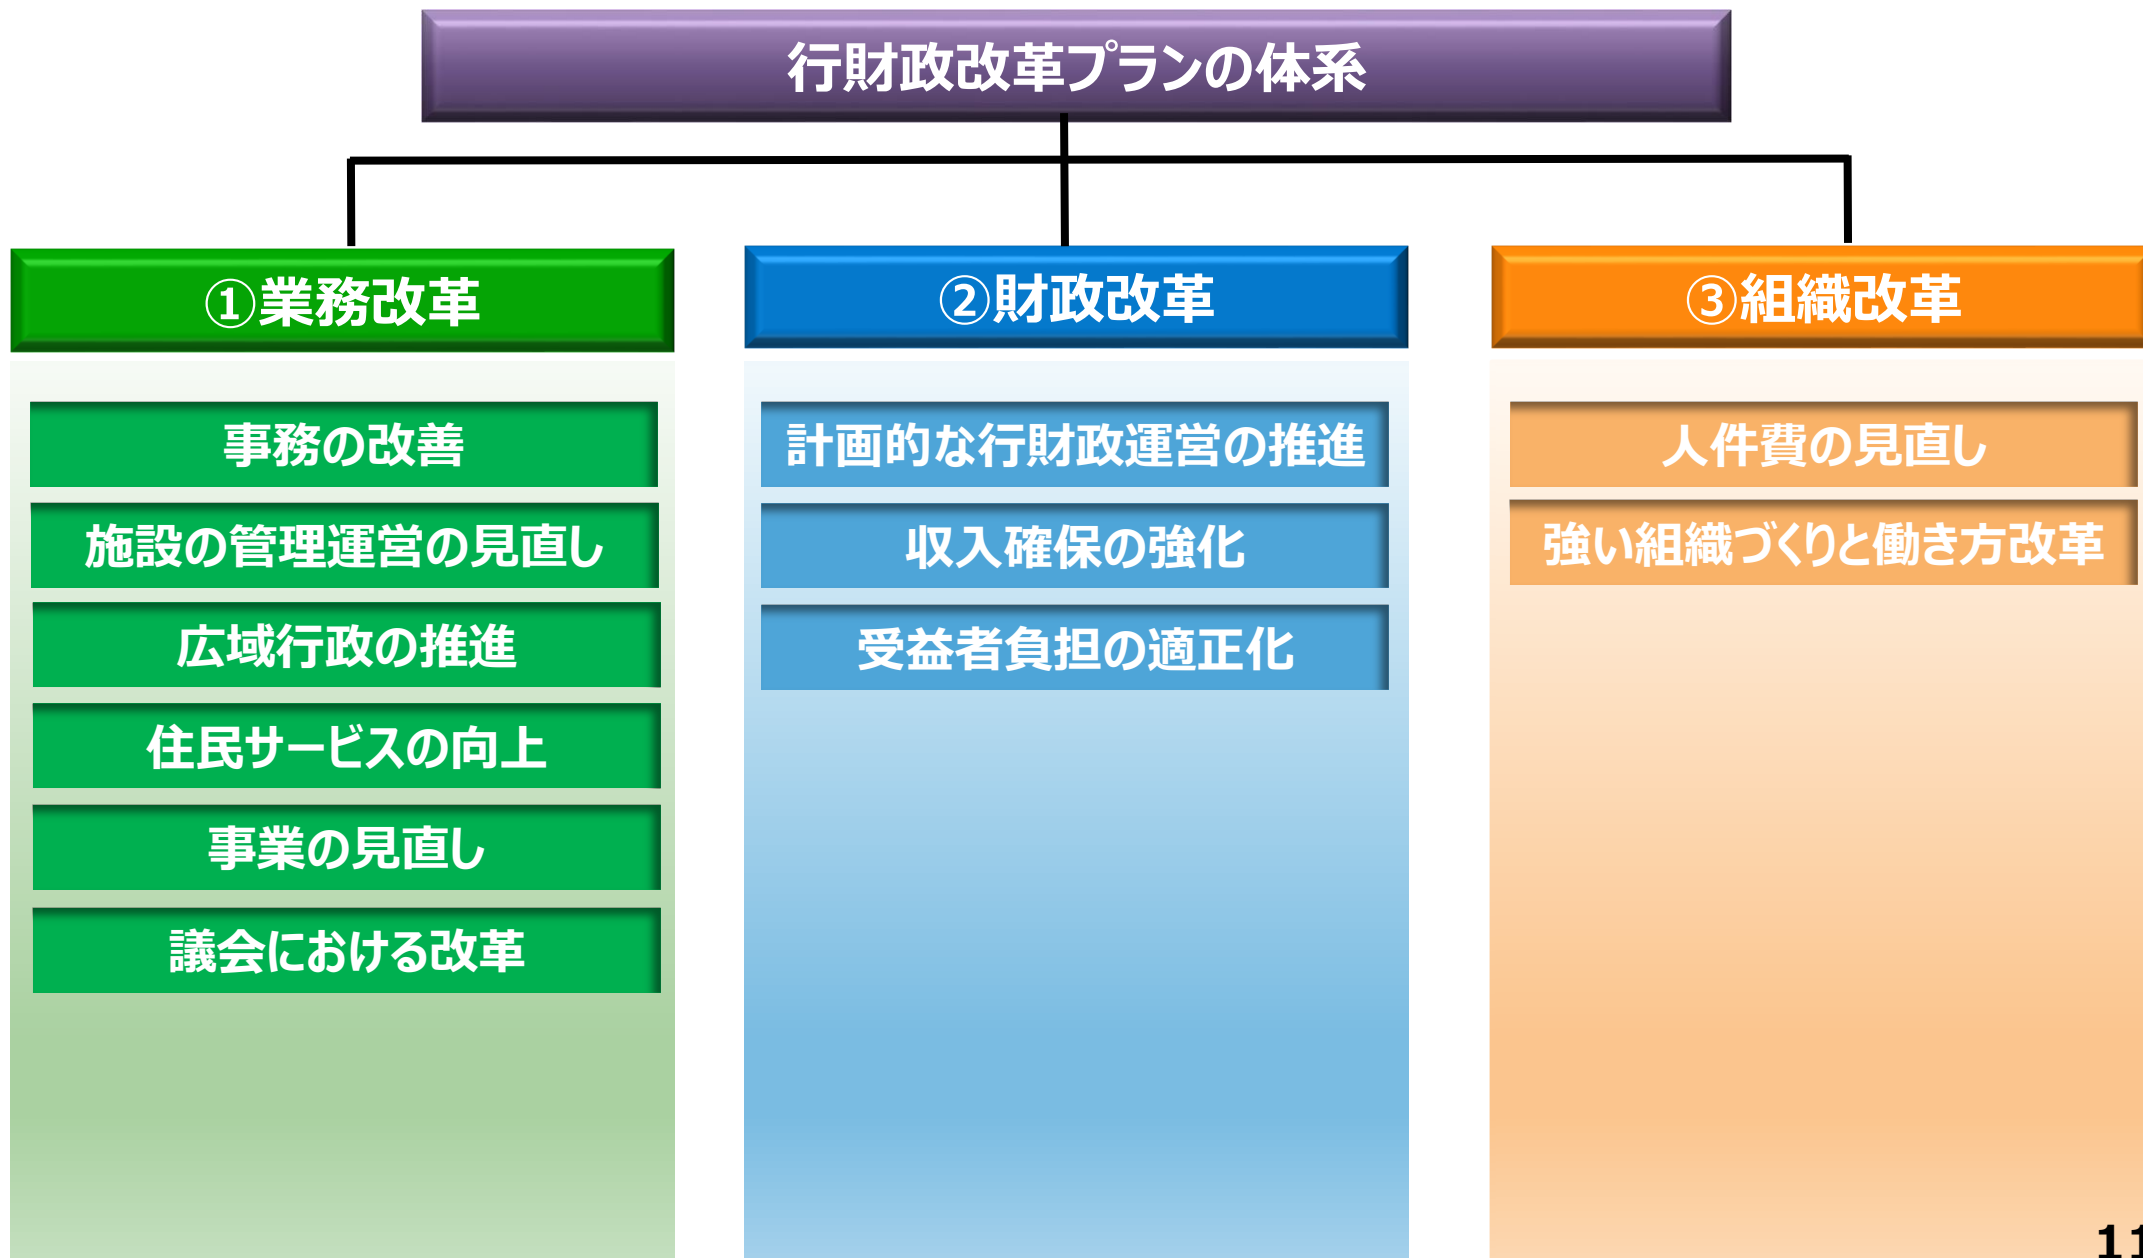 行財政改革プランの体系
①業務改革
事務の改善
施設の管理運営の見直し
広域行政の推進
住民サービスの向上
事業の見直し
議会における改革
②財政改革
計画的な行財政運営の推進
収入確保の強化
受益者負担の適正化
③組織改革
人件費の見直し
強い組織づくりと働き方改革
11